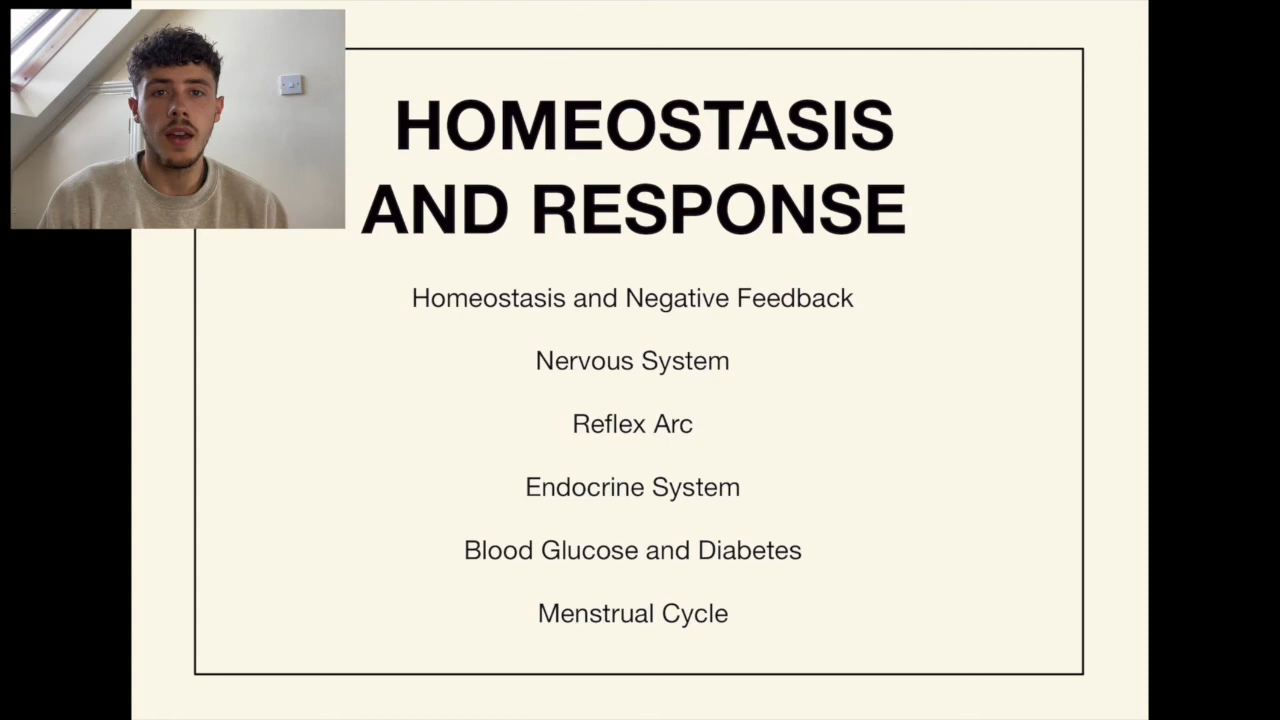 HOMEOSTASIS
AND RESPONSE
Homeostasis and Negative Feedback
Nervous System
Reflex Arc
Endocrine System
Blood Glucose and Diabetes
Menstrual Cycle